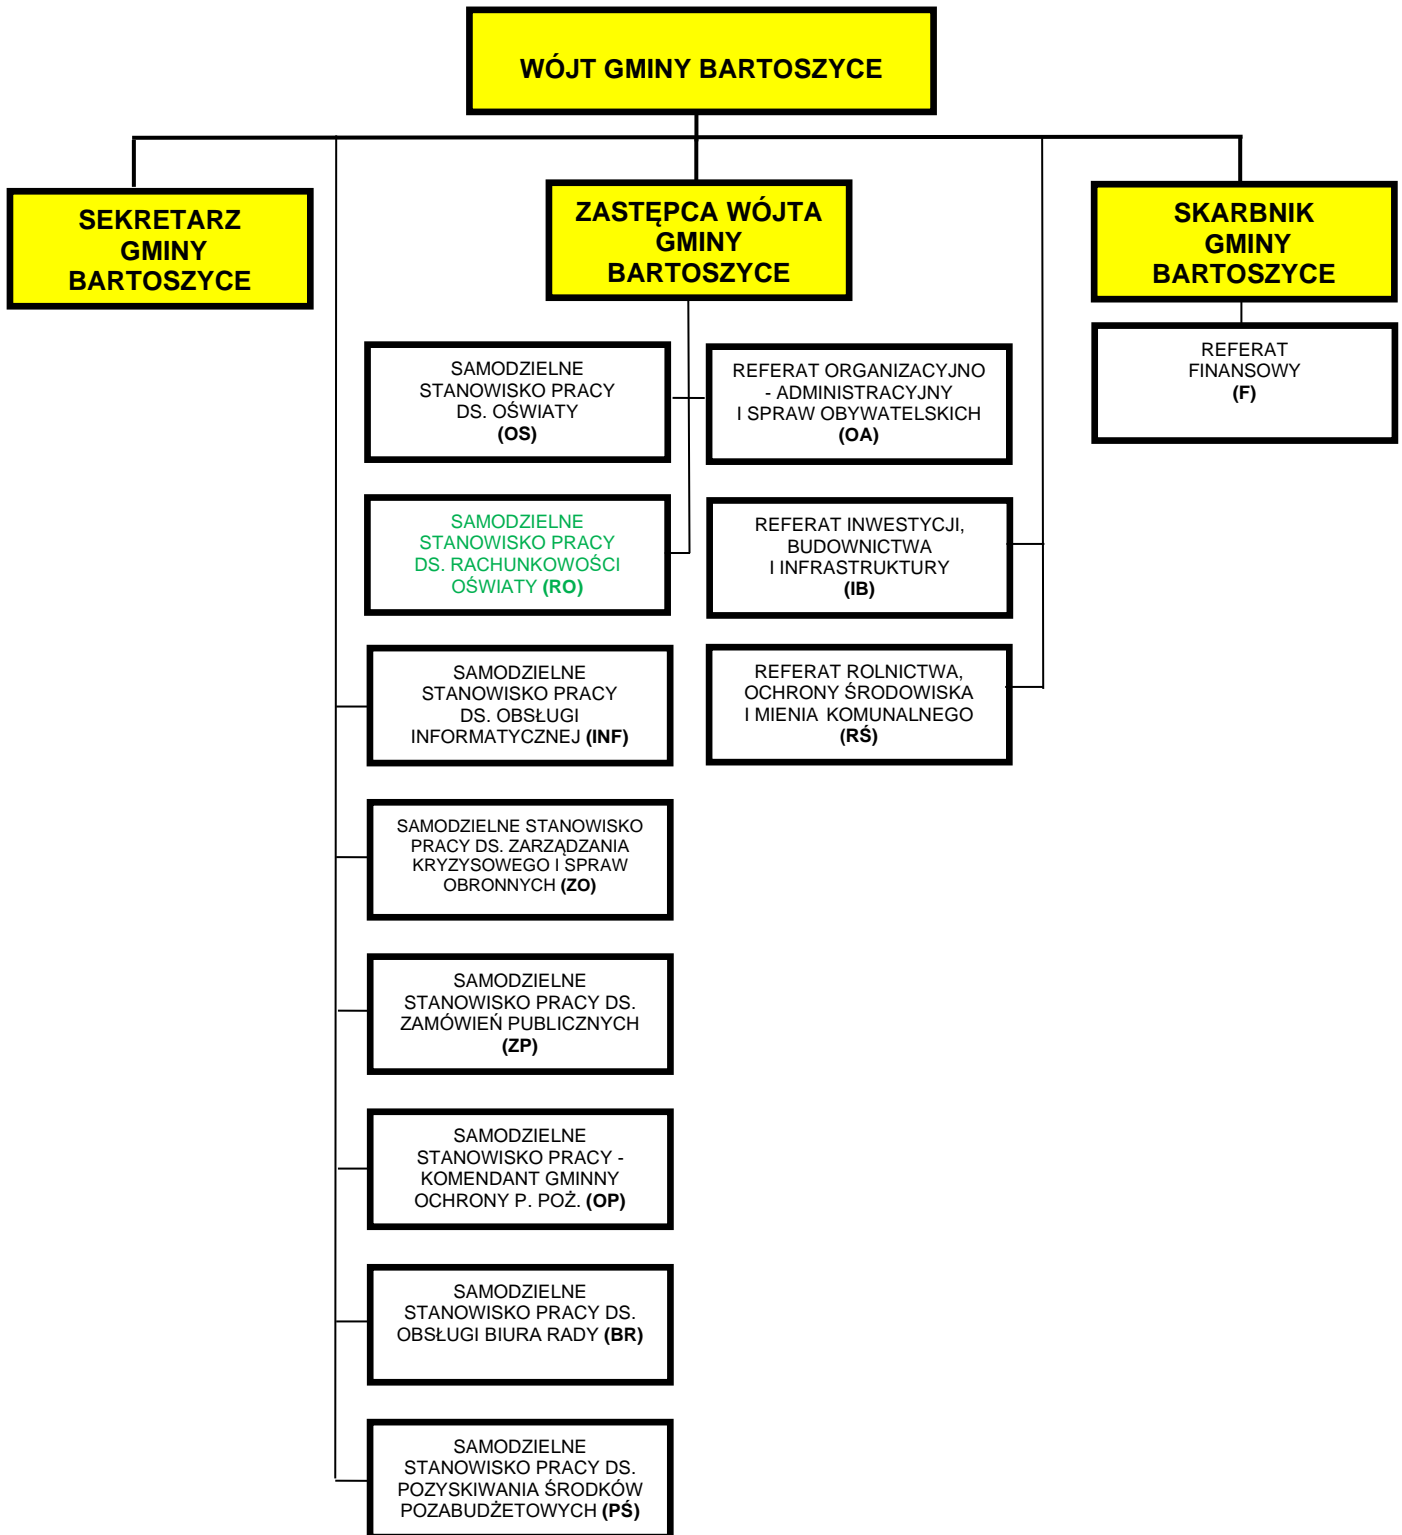 WÓJT GMINY BARTOSZYCE
SEKRETARZ
GMINY
BARTOSZYCE
ZASTĘPCA WÓJTA
GMINY
BARTOSZYCE
SKARBNIK
GMINY
BARTOSZYCE
SAMODZIELNE
STANOWISKO PRACY
DS. OŚWIATY
(OS)
REFERAT ORGANIZACYJNO
- ADMINISTRACYJNY
I SPRAW OBYWATELSKICH
(OA)
REFERAT
FINANSOWY
(F)
SAMODZIELNE
STANOWISKO PRACY
DS. RACHUNKOWOŚCI
OŚWIATY (RO)
REFERAT INWESTYCJI,
BUDOWNICTWA
I INFRASTRUKTURY
(IB)
SAMODZIELNE
STANOWISKO PRACY
DS. OBSŁUGI
INFORMATYCZNEJ (INF)
REFERAT ROLNICTWA,
OCHRONY ŚRODOWISKA
I MIENIA KOMUNALNEGO
(RŚ)
SAMODZIELNE STANOWISKO
PRACY DS. ZARZĄDZANIA
KRYZYSOWEGO I SPRAW
OBRONNYCH (ZO)
SAMODZIELNE
STANOWISKO PRACY DS.
ZAMÓWIEŃ PUBLICZNYCH
(ZP)
SAMODZIELNE
STANOWISKO PRACY -
KOMENDANT GMINNY
OCHRONY P. POŻ. (OP)
SAMODZIELNE
STANOWISKO PRACY DS.
OBSŁUGI BIURA RADY (BR)
SAMODZIELNE
STANOWISKO PRACY DS.
POZYSKIWANIA ŚRODKÓW
POZABUDŻETOWYCH (PŚ)